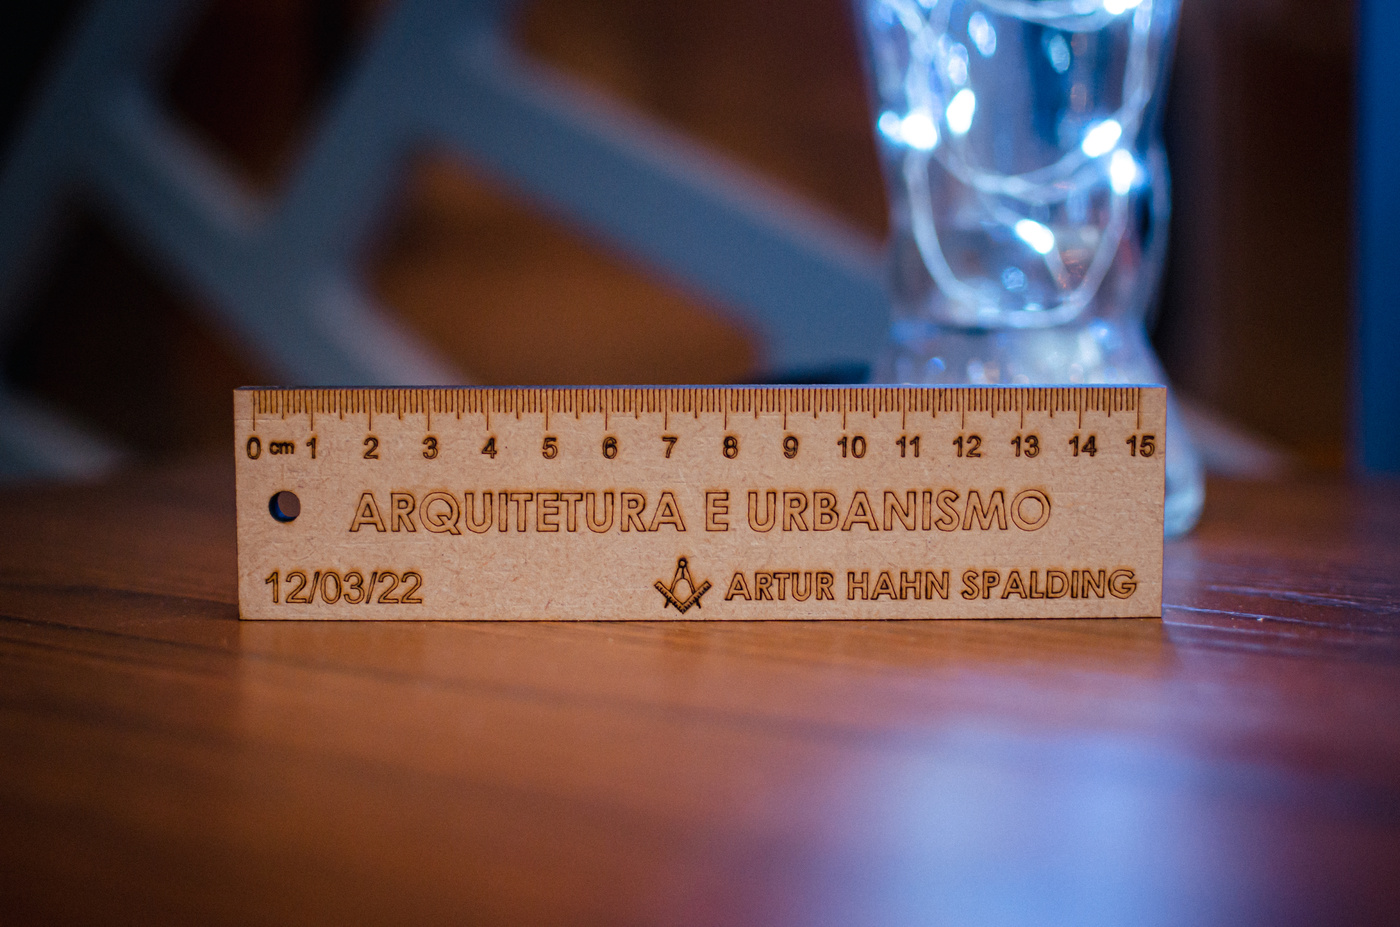 0 cm 1 2 3 4 5 6 7 8 9 10 11 12 13 14 15
ARQUITETURA E URBANISMO
12/03/22 ARTUR HAHN SPALDING